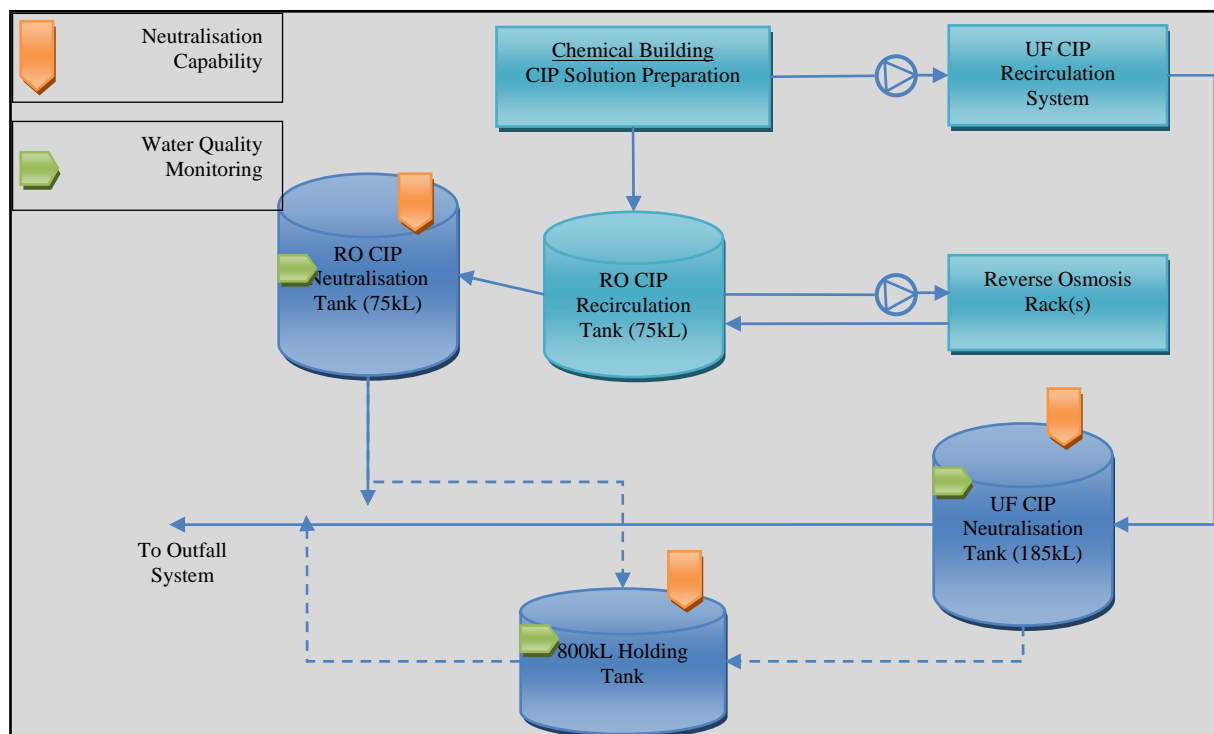 Neutralisation
Capability
Water Quality
Monitoring
Chemical Building
CIP Solution Preparation
UF CIP
Recirculation
System
RO CIP
Neutralisation
Tank (75kL)
RO CIP
Recirculation
Tank (75kL)
Reverse Osmosis
Rack(s)
UF CIP
Neutralisation
Tank (185kL)
To Outfall
System
800kL Holding
Tank